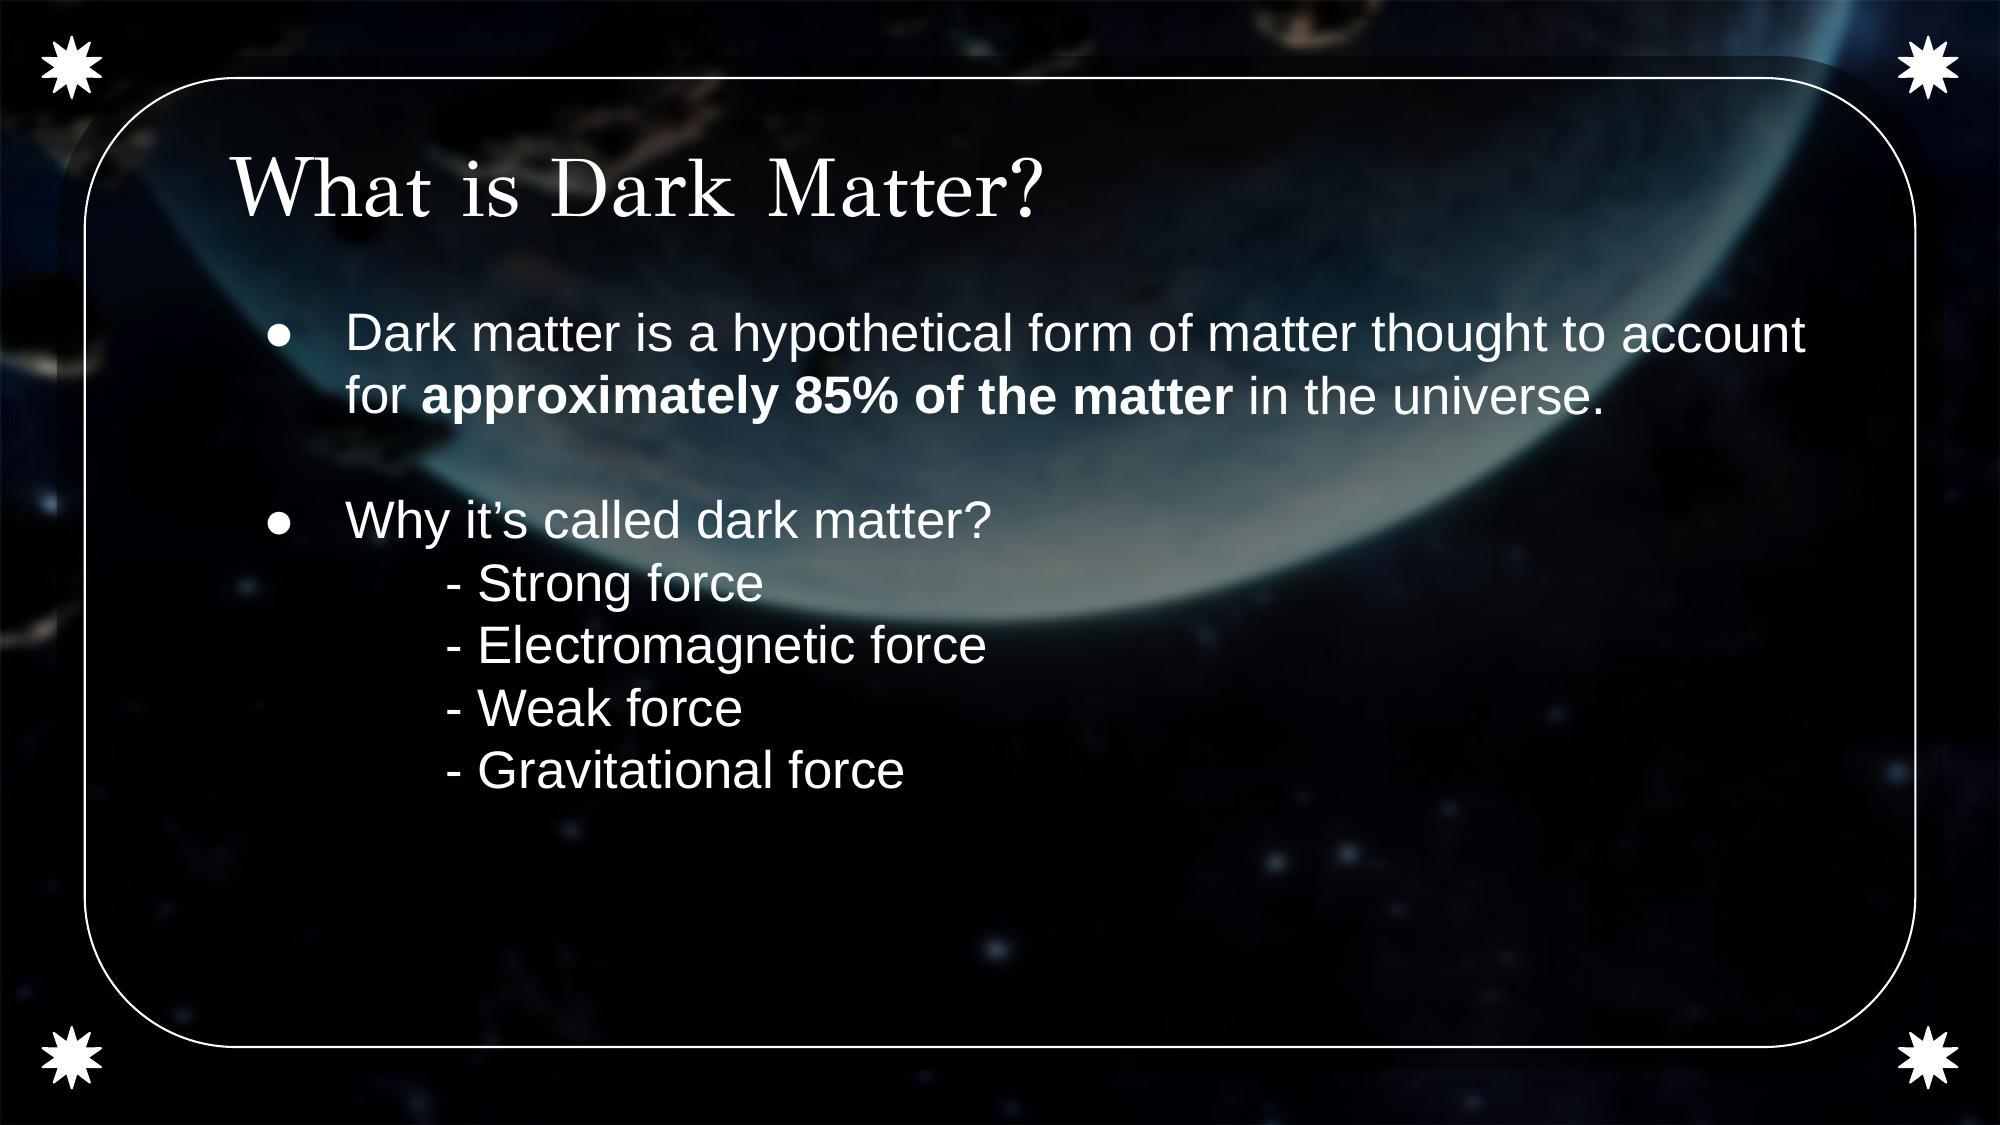 What is Dark Matter?
● Dark matter is a hypothetical form of matter thought to account
for approximately 85% of the matter in the universe.
● Why it’s called dark matter?
- Strong force
- Electromagnetic force
- Weak force
- Gravitational force